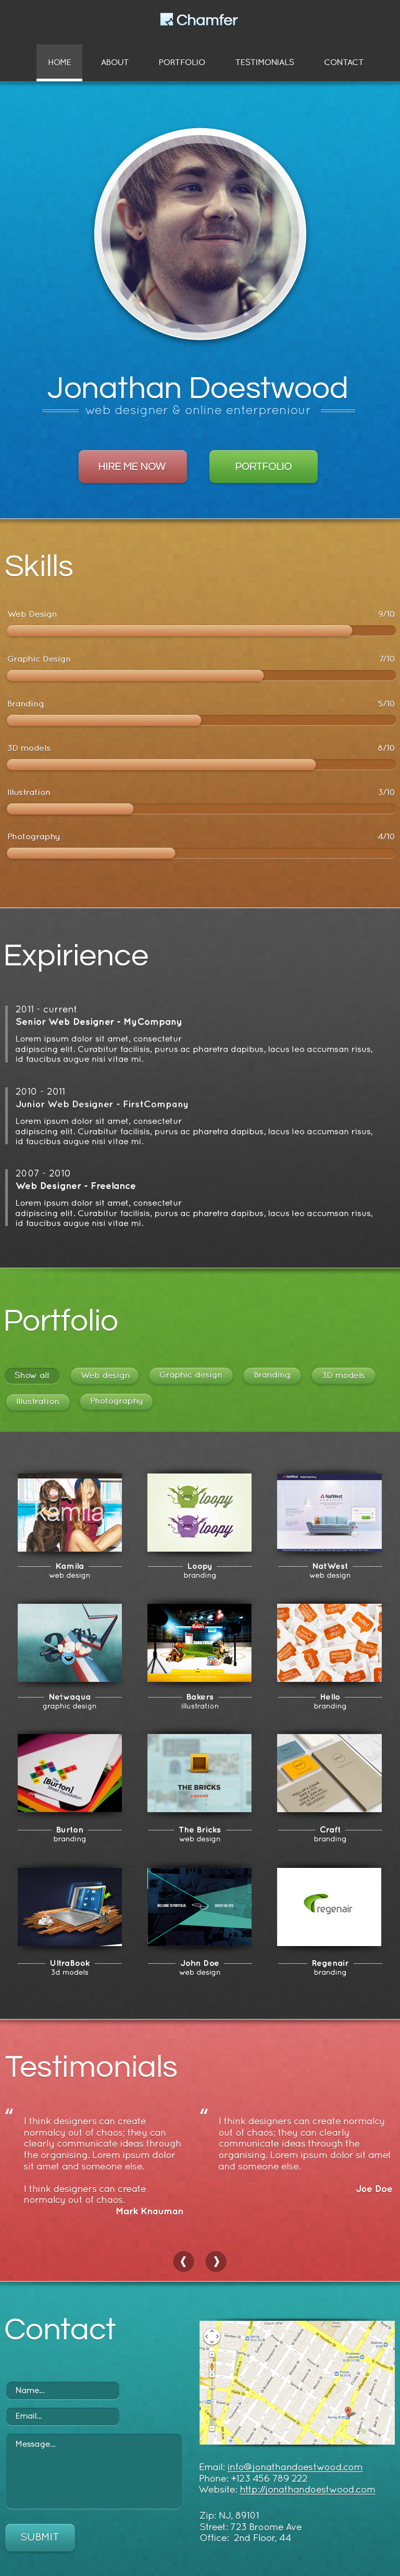 Chamfer
HOME ABOUT PORTFOLIO TESTIMONIALS CONTACT
Jonathan Doestwood
web designer & online enterpreniour
HIRE ME NOW PORTFOLIO
Skills
Web Design 9/10
Graphic Design 7/10
Branding 5/10
3D models 8/10
Illustration 3/10
Photography 4/10
Expirience
2011 - current
Senior Web Designer - MyCompany
Lorem ipsum dolor sit amet, consectetur
adipiscing elit. Curabitur facilisis, purus ac pharetra dapibus, lacus leo accumsan risus,
id faucibus augue nisi vitae mi.
2010 - 2011
Junior Web Designer - FirstCompany
Lorem ipsum dolor sit amet, consectetur
adipiscing elit. Curabitur facilisis, purus ac pharetra dapibus, lacus leo accumsan risus,
id faucibus augue nisi vitae mi.
2007 - 2010
Web Designer - Freelance
Lorem ipsum dolor sit amet, consectetur
adipiscing elit. Curabitur facilisis, purus ac pharetra dapibus, lacus leo accumsan risus,
id faucibus augue nisi vitae mi.
Portfolio
Show all Web design Graphic design Branding 3D models
Illustration Photography
Kamila
loopy
loopy
NatWest
Kamila Loopy NatWest
web design branding web design
Netwaqua Bakers Hello
graphic design illustration branding
[Burton]
Street Foundation
THE BRICKS
Burton The Bricks Craft
branding web design branding
WELCOME TO PORTFOLIO
ENTER THE SITE
regenair
UltraBook John Doe Regenair
3d models web design branding
Testimonials
“ I think designers can create
normalcy out of chaos; they can
clearly communicate ideas through
the organising. Lorem ipsum dolor
sit amet and someone else.
I think designers can create
normalcy out of chaos.
Mark Knauman
“ I think designers can create normalcy
out of chaos; they can clearly
communicate ideas through the
organising. Lorem ipsum dolor sit amet
and someone else.
Joe Doe
Contact
Name...
Email...
Message...
SUBMIT
Email: info@jonathandoestwood.com
Phone: +123 456 789 222
Website: http://jonathandoestwood.com
Zip: NJ, 89101
Street: 723 Broome Ave
Office: 2nd Floor, 44